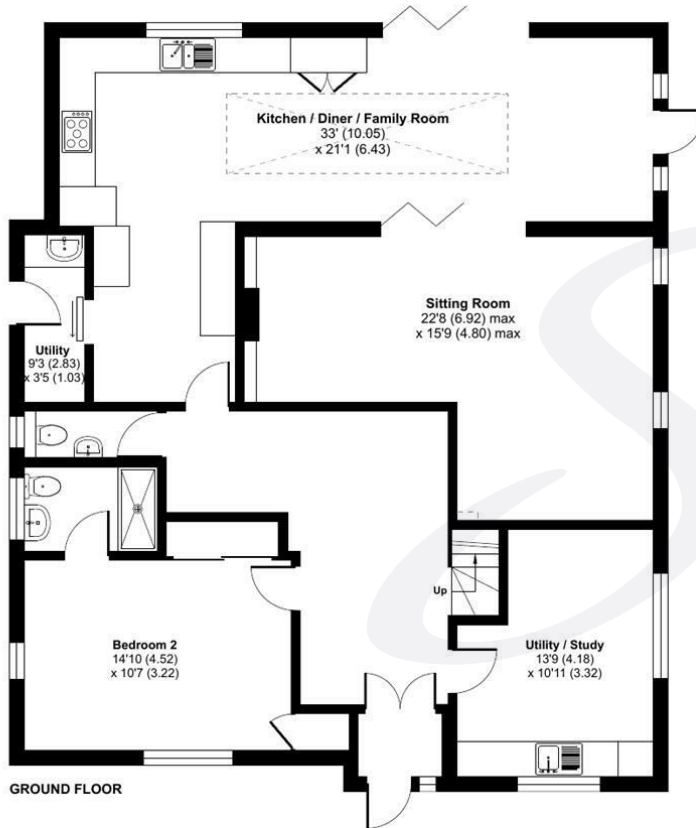 Kitchen / Diner / Family Room
33' (10.05)
x 21'1 (6.43)
Sitting Room
22'8 (6.92) max
x 15'9 (4.80) max
Utility
9'3 (2.83)
x 3'5 (1.03)
Up
Bedroom 2
14'10 (4.52)
x 10'7 (3.22)
Utility / Study
13'9 (4.18)
x 10'11 (3.32)
GROUND FLOOR